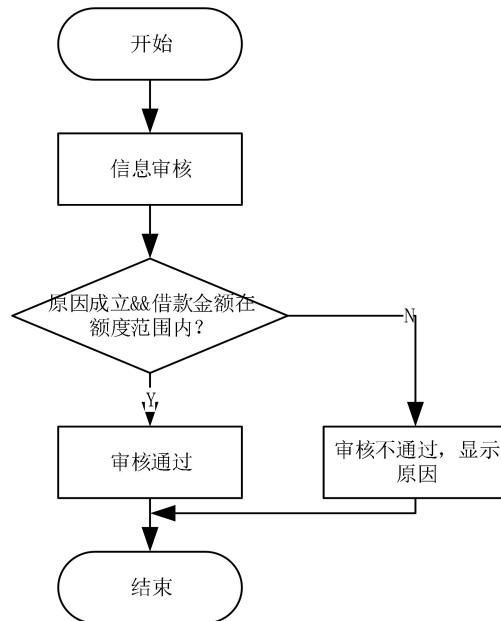 开始
信息审核
原因成立&&借款金额在
额度范围内？
N
Y
审核通过
审核不通过，显示
原因
结束